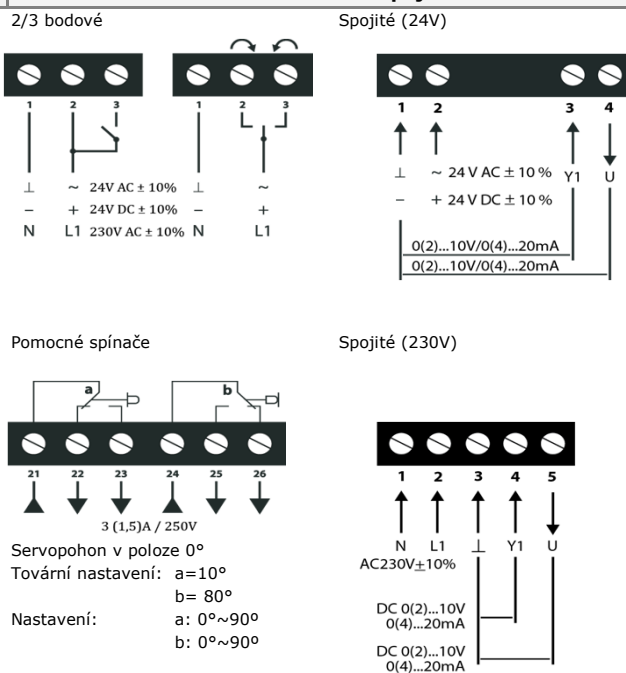 2/3 bodové
1 2 3
1 2 3
⊥ ~ 24V AC ± 10% ⊥ ~
– + 24V DC ± 10% – +
N L1 230V AC ± 10% N L1
Spojité (24V)
1 2 3 4
⊥ ~ 24 V AC ± 10 % Y1 U
– + 24 V DC ± 10 %
0(2)...10V/0(4)...20mA
0(2)...10V/0(4)...20mA
Pomocné spínače
a b
21 22 23 24 25 26
3 (1,5)A / 250V
Servopohon v poloze 0°
Tovární nastavení: a=10°
b= 80°
Nastavení: a: 0°~90º
b: 0°~90º
Spojité (230V)
1 2 3 4 5
N L1 ⊥ Y1 U
AC230V±10%
DC 0(2)...10V
0(4)...20mA
DC 0(2)...10V
0(4)...20mA